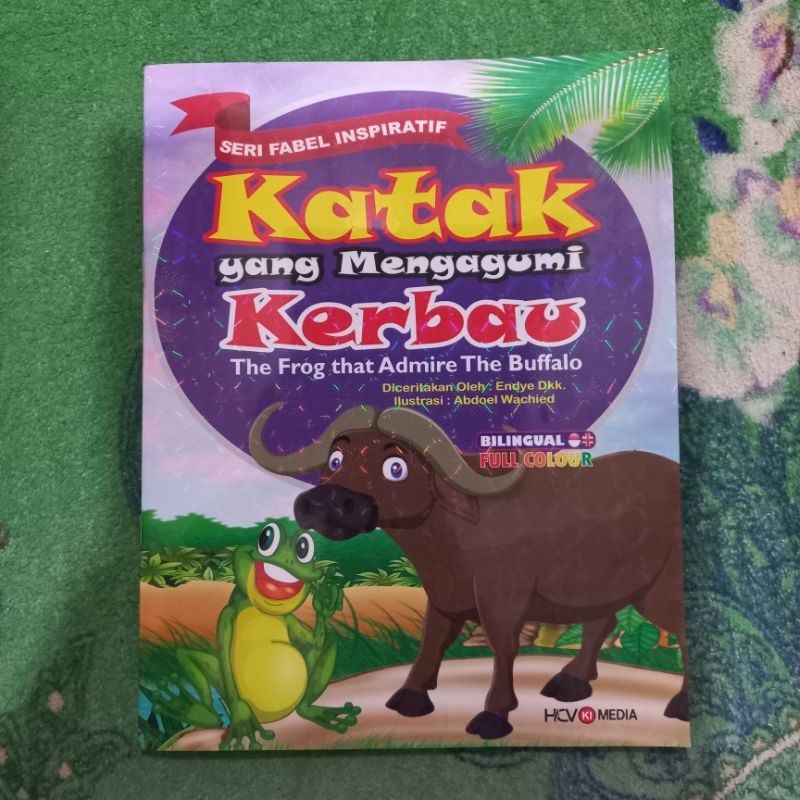 SERI FABEL INSPIRATIF
Katak
yang Mengagumi
Kerbau
The Frog that Admire The Buffalo
Diceritakan Oleh : Endye Dkk.
Ilustrasi : Abdoel Wachied
BILINGUAL
FULL COLOUR
HCV KI MEDIA